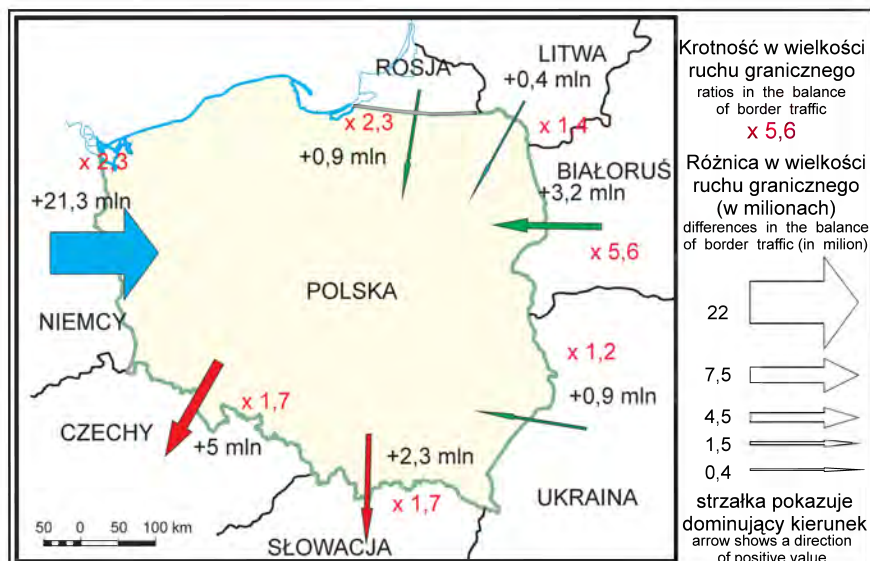 ROSJA
LITWA
+0,4 mln
x 2,3
x 1,4
x 2,3
+0,9 mln
BIAŁORUŚ
+3,2 mln
+21,3 mln
x 5,6
POLSKA
NIEMCY
x 1,2
+0,9 mln
x 1,7
CZECHY
+5 mln
+2,3 mln
x 1,7
UKRAINA
SŁOWACJA
50 0 50 100 km
Krotność w wielkości
ruchu granicznego
ratios in the balance
of border traffic
x 5,6
Różnica w wielkości
ruchu granicznego
(w milionach)
differences in the balance
of border traffic (in milion)
22
7,5
4,5
1,5
0,4
strzałka pokazuje
dominujący kierunek
arrow shows a direction
of positive value